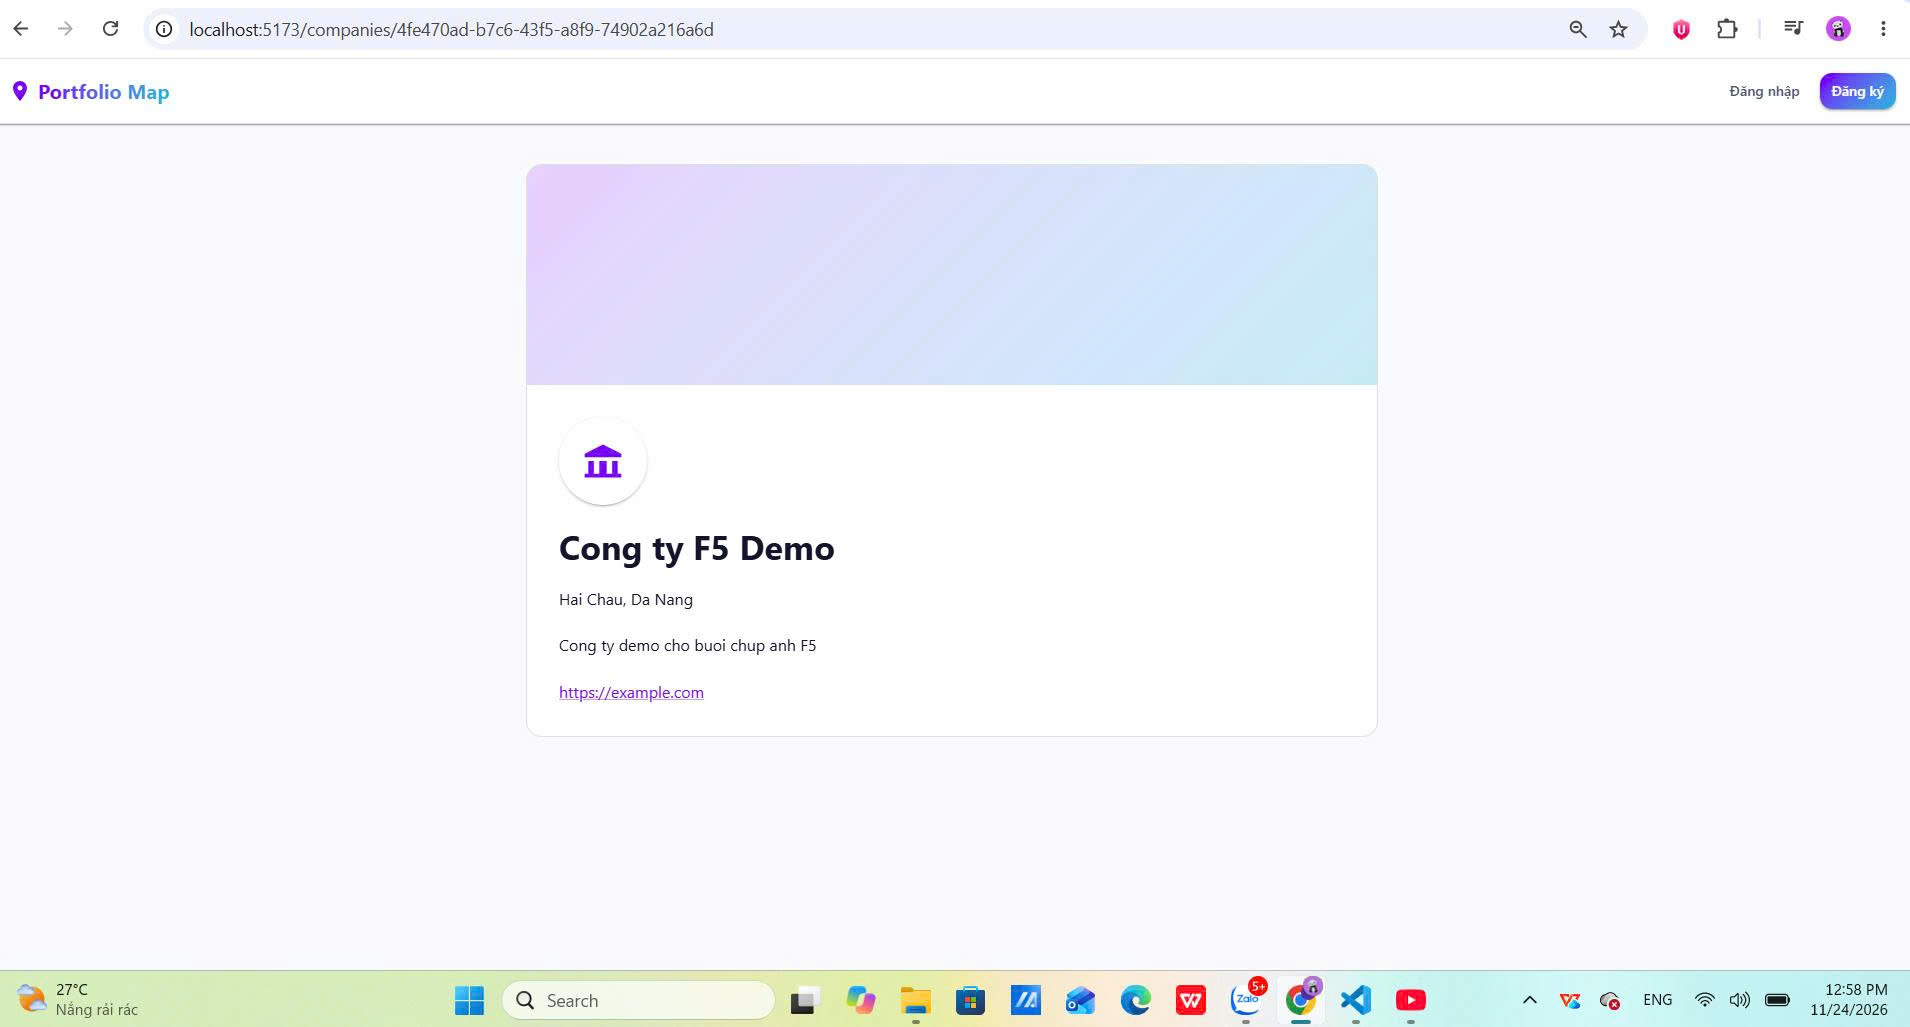 localhost:5173/companies/4fe470ad-b7c6-43f5-a8f9-74902a216a6d
Portfolio Map
Đăng nhập
Đăng ký
Cong ty F5 Demo
Hai Chau, Da Nang
Cong ty demo cho buoi chup anh F5
https://example.com
27°C
Nắng rải rác
Search
Zalo
5+
ENG
12:58 PM
11/24/2026